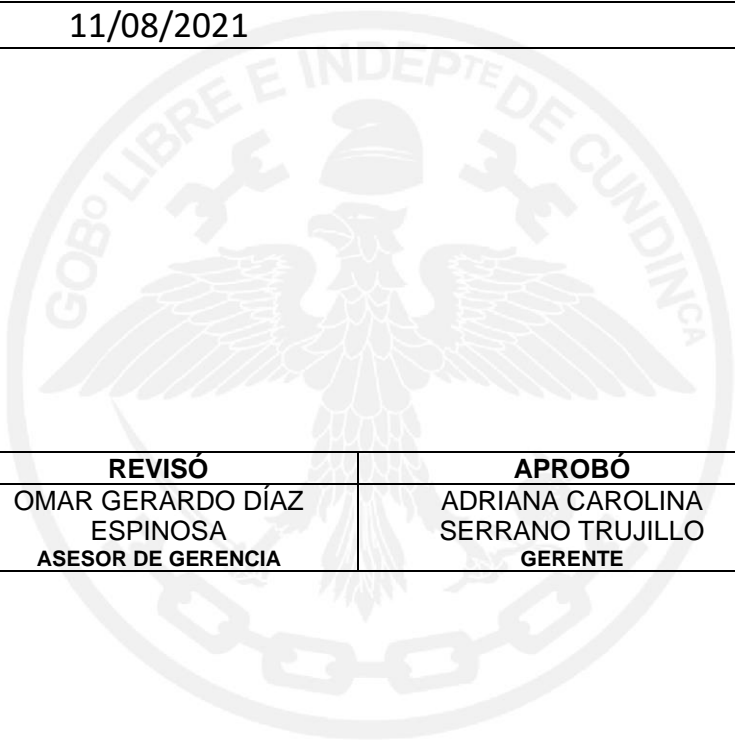 11/08/2021
GOBº LIBRE E INDEPTE DE CUNDINCA
REVISÓ
APROBÓ
OMAR GERARDO DÍAZ
ESPINOSA
ASESOR DE GERENCIA
ADRIANA CAROLINA
SERRANO TRUJILLO
GERENTE